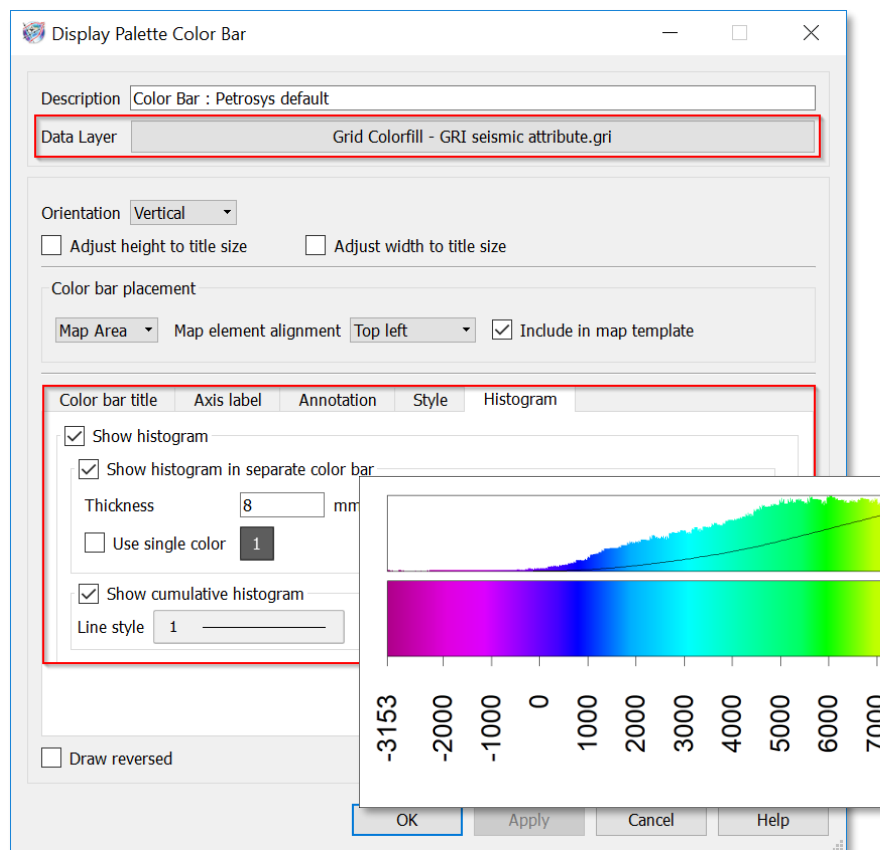 Display Palette Color Bar
Description Color Bar : Petrosys default
Data Layer Grid Colorfill - GRI seismic attribute.gri
Orientation Vertical
Adjust height to title size Adjust width to title size
Color bar placement
Map Area Map element alignment Top left Include in map template
Color bar title Axis label Annotation Style Histogram
Show histogram
Show histogram in separate color bar
Thickness 8 mm
Use single color 1
Show cumulative histogram
Line style 1
-3153 -2000 -1000 0 1000 2000 3000 4000 5000 6000
Draw reversed
OK Apply Cancel Help